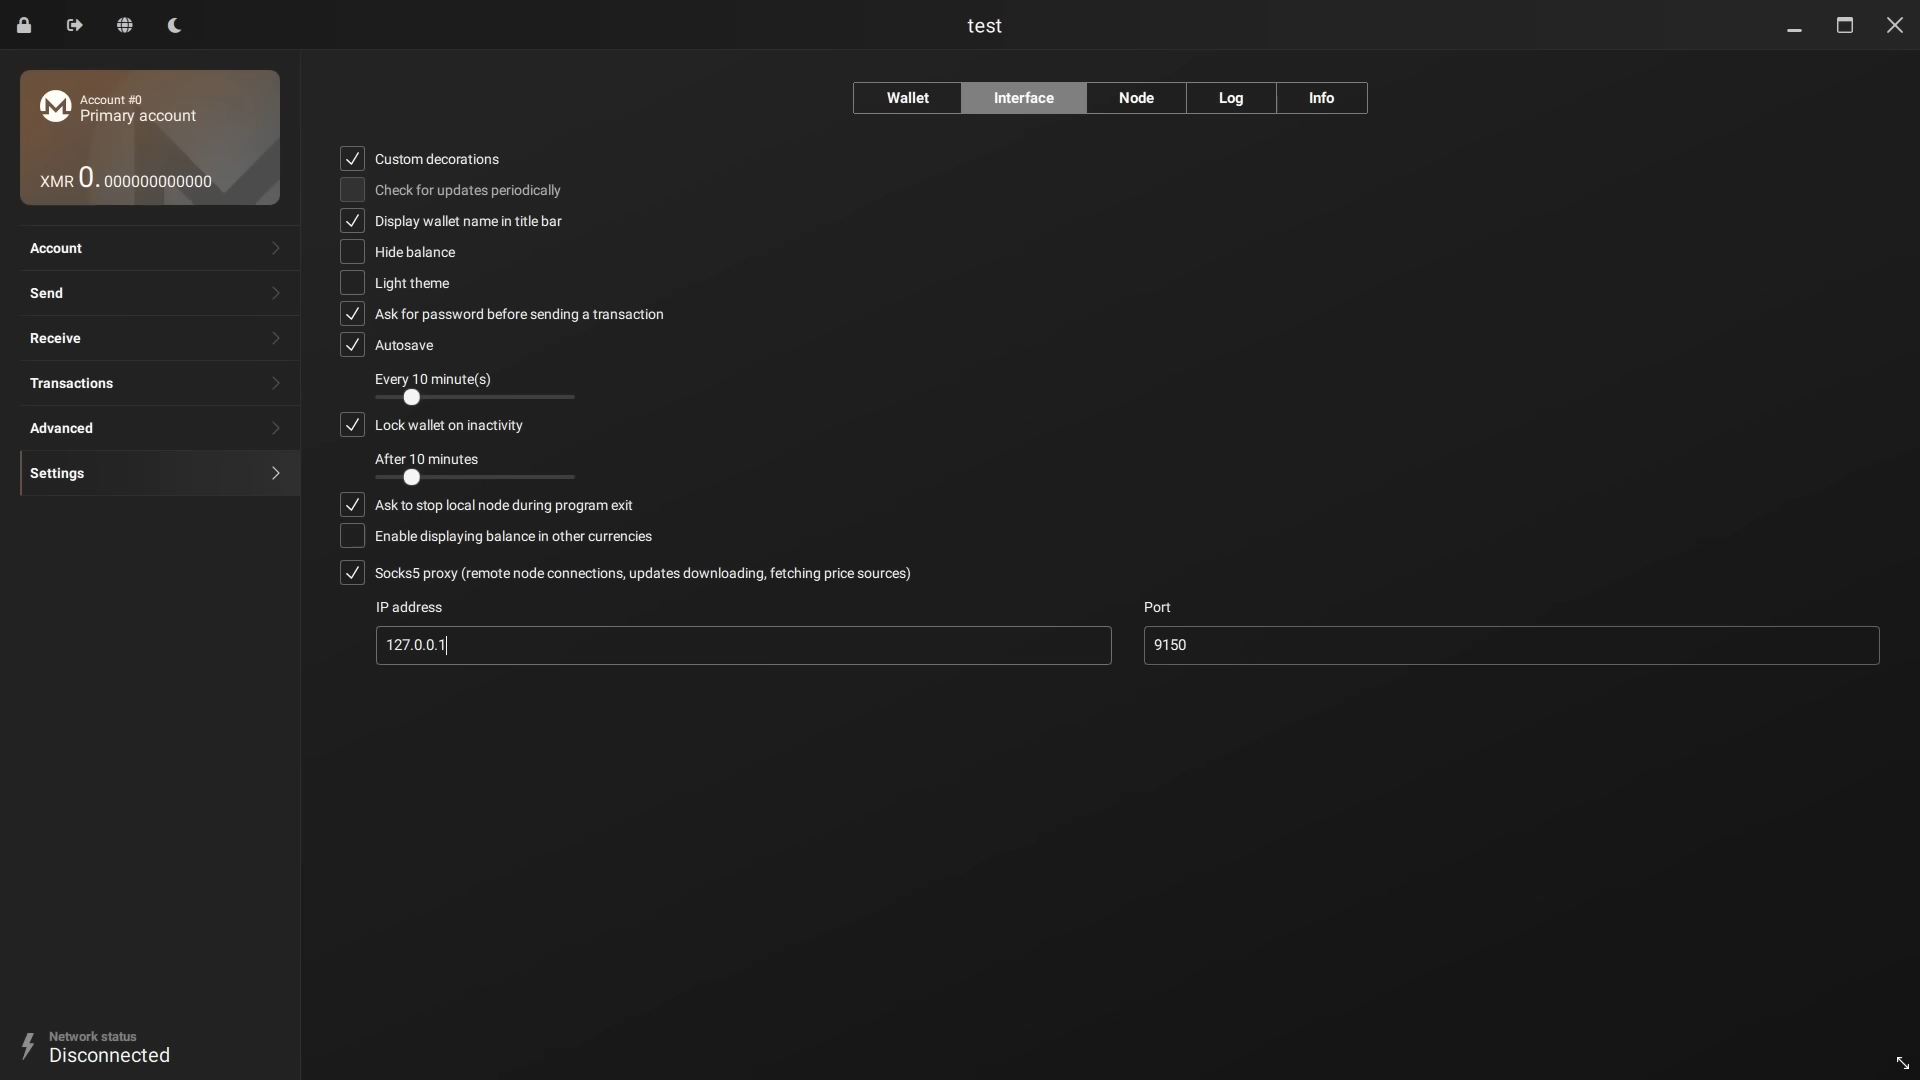 test
Account #0
Primary account
XMR 0.000000000000
Account
Send
Receive
Transactions
Advanced
Settings
Network status
Disconnected
Wallet
Interface
Node
Log
Info
Custom decorations
Check for updates periodically
Display wallet name in title bar
Hide balance
Light theme
Ask for password before sending a transaction
Autosave
Every 10 minute(s)
Lock wallet on inactivity
After 10 minutes
Ask to stop local node during program exit
Enable displaying balance in other currencies
Socks5 proxy (remote node connections, updates downloading, fetching price sources)
IP address
127.0.0.1
Port
9150